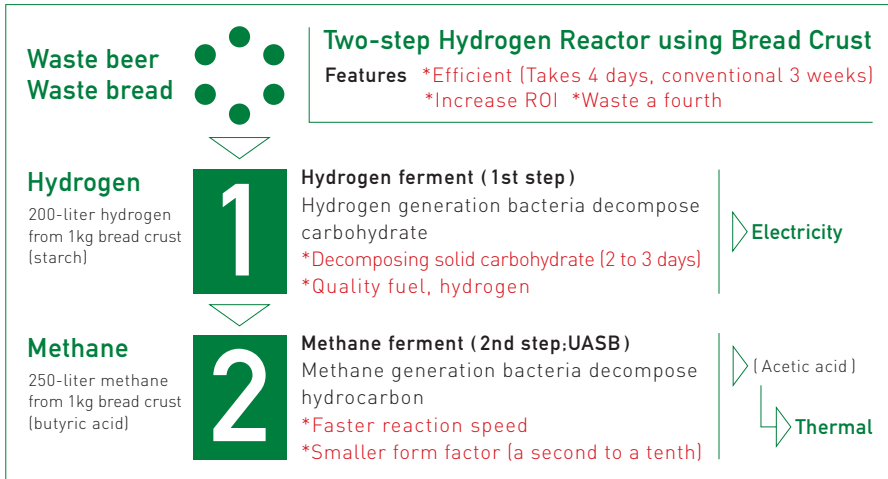 Waste beer
Waste bread
Two-step Hydrogen Reactor using Bread Crust
Features *Efficient (Takes 4 days, conventional 3 weeks)
*Increase ROI *Waste a fourth
Hydrogen
200-liter hydrogen
from 1kg bread crust
(starch)
1
Hydrogen ferment (1st step)
Hydrogen generation bacteria decompose
carbohydrate
*Decomposing solid carbohydrate (2 to 3 days)
*Quality fuel, hydrogen
Electricity
Methane
250-liter methane
from 1kg bread crust
(butyric acid)
2
Methane ferment (2nd step;UASB)
Methane generation bacteria decompose
hydrocarbon
*Faster reaction speed
*Smaller form factor (a second to a tenth)
(Acetic acid)
Thermal